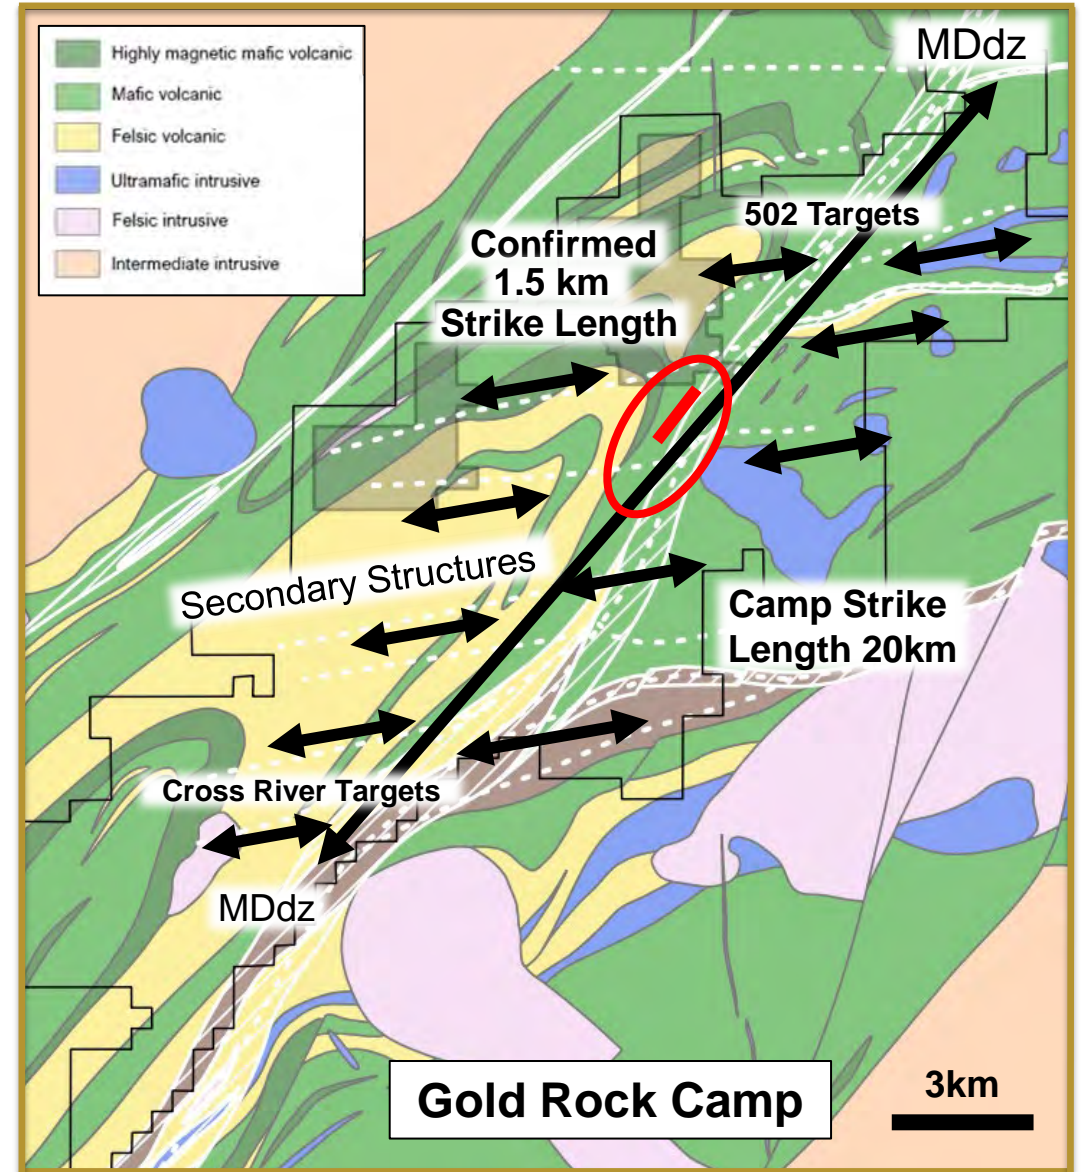 Highly magnetic mafic volcanic
Mafic volcanic
Felsic volcanic
Ultramafic intrusive
Felsic intrusive
Intermediate intrusive
MDdz
502 Targets
Confirmed
1.5 km
Strike Length
Secondary Structures
Camp Strike
Length 20km
Cross River Targets
MDdz
Gold Rock Camp
3km